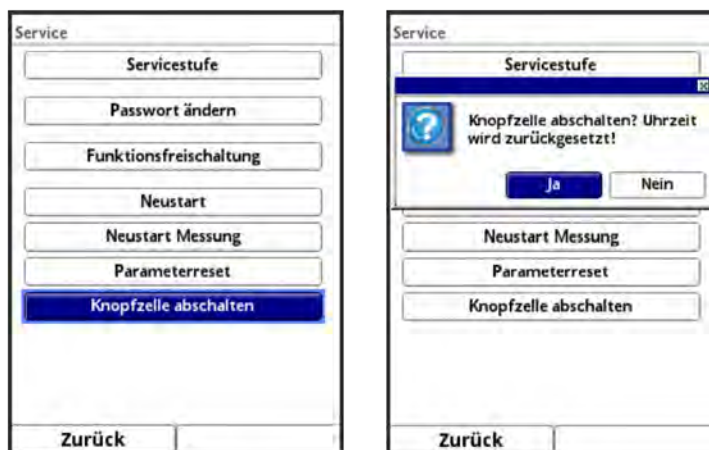 Service
Servicestufe
Passwort ändern
Funktionsfreischaltung
Neustart
Neustart Messung
Parameterreset
Knopfzelle abschalten
Zurück
Service
Servicestufe
Knopfzelle abschalten? Uhrzeit
wird zurückgesetzt!
Ja
Nein
Neustart Messung
Parameterreset
Knopfzelle abschalten
Zurück